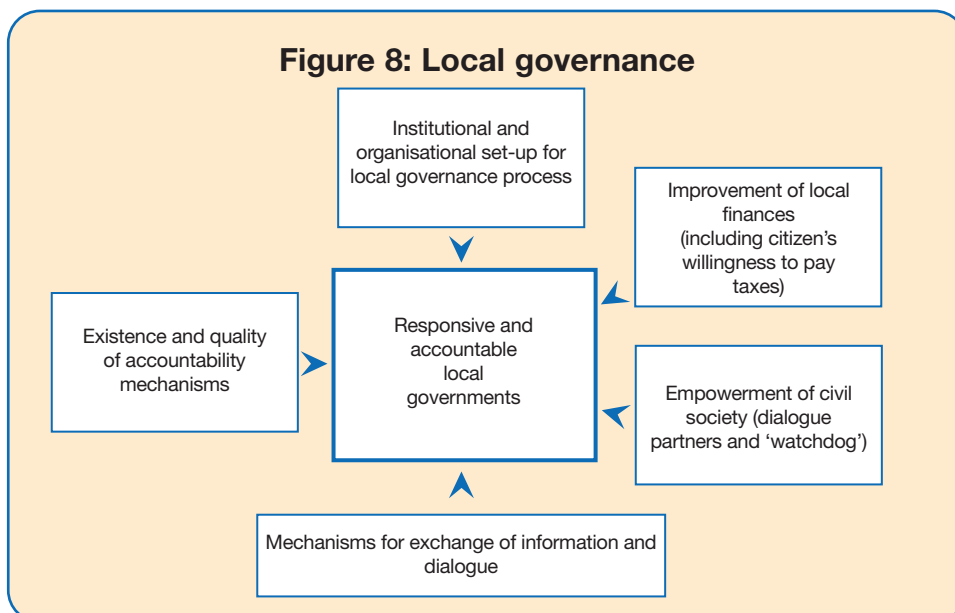 Figure 8: Local governance
Institutional and
organisational set-up for
local governance process
Improvement of local
finances
(including citizen's
willingness to pay
taxes)
Existence and quality
of accountability
mechanisms
Responsive and
accountable
local
governments
Empowerment of civil
society (dialogue
partners and ‘watchdog’)
Mechanisms for exchange of information and
dialogue